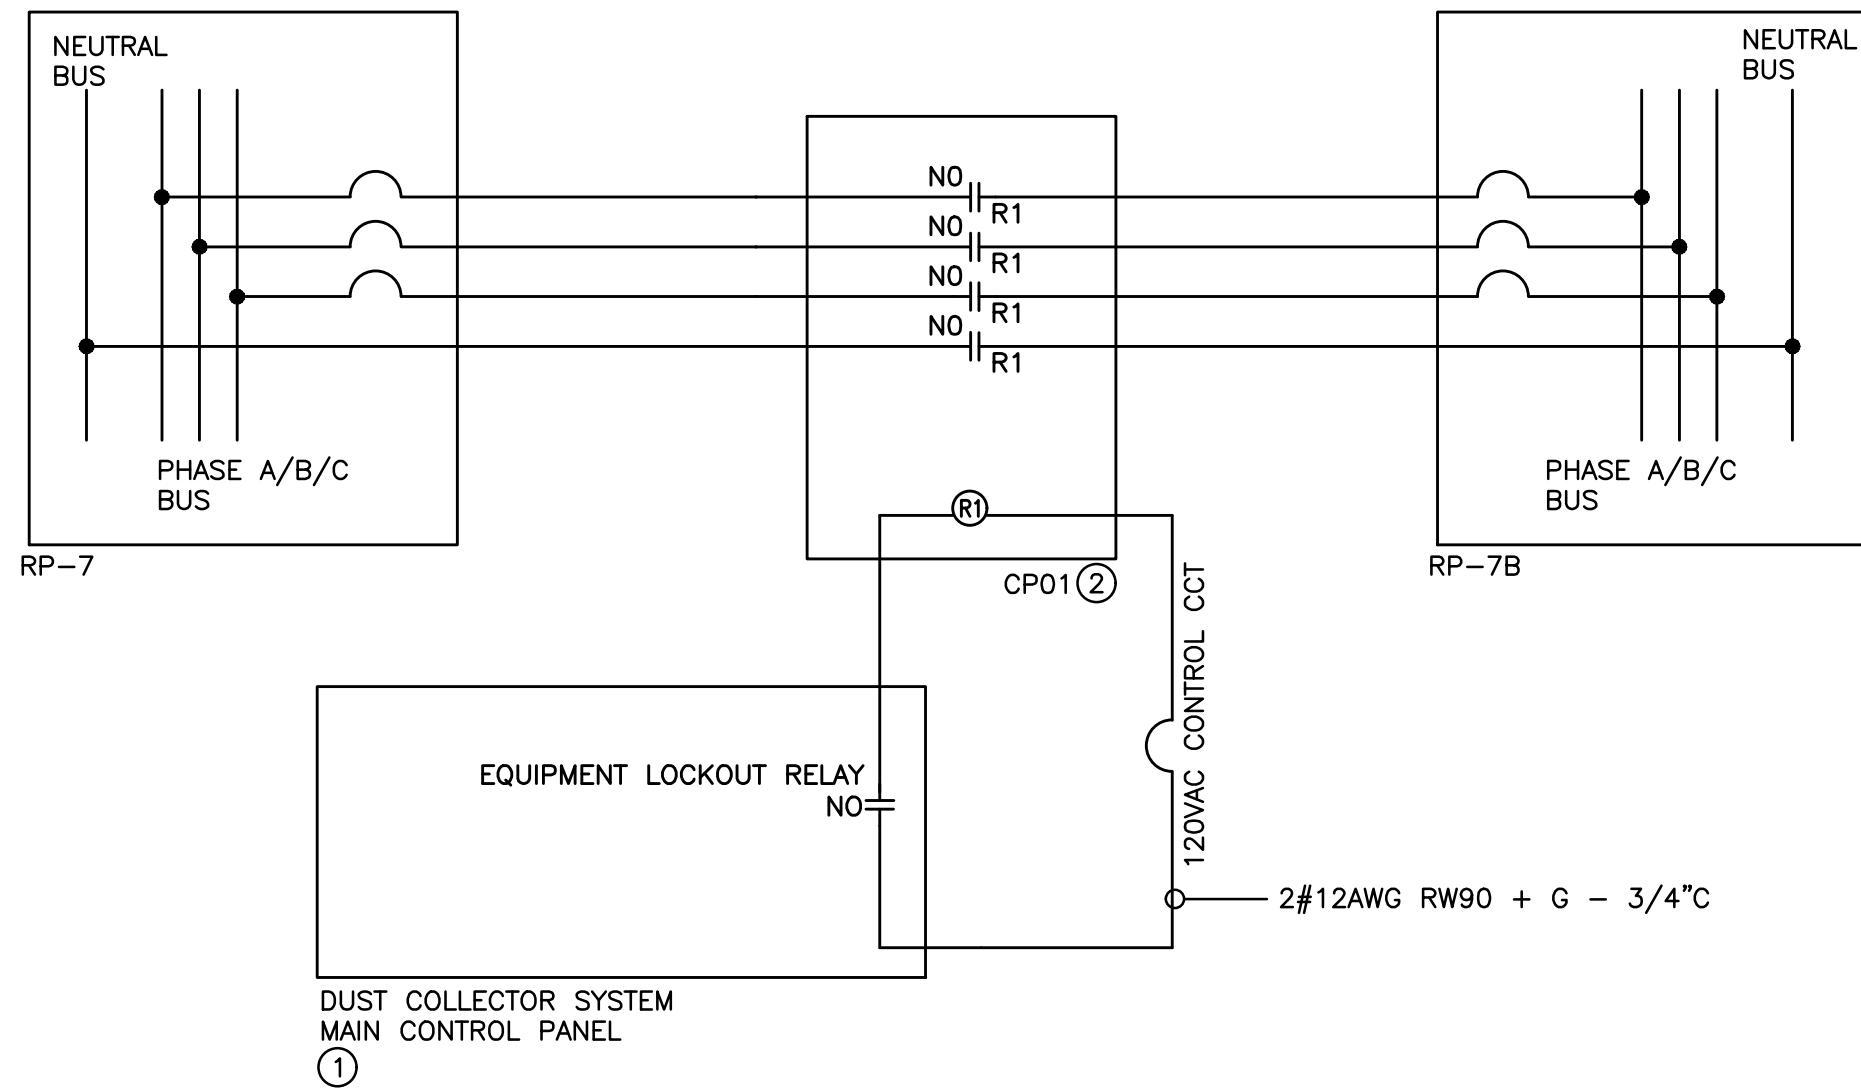 NEUTRAL
BUS
NEUTRAL
BUS
NO
R1
NO
R1
NO
R1
NO
R1
PHASE A/B/C
BUS
PHASE A/B/C
BUS
R1
RP-7
CP01 2
RP-7B
120VAC CONTROL CCT
EQUIPMENT LOCKOUT RELAY
NO
2#12AWG RW90 + G - 3/4"C
DUST COLLECTOR SYSTEM
MAIN CONTROL PANEL
1